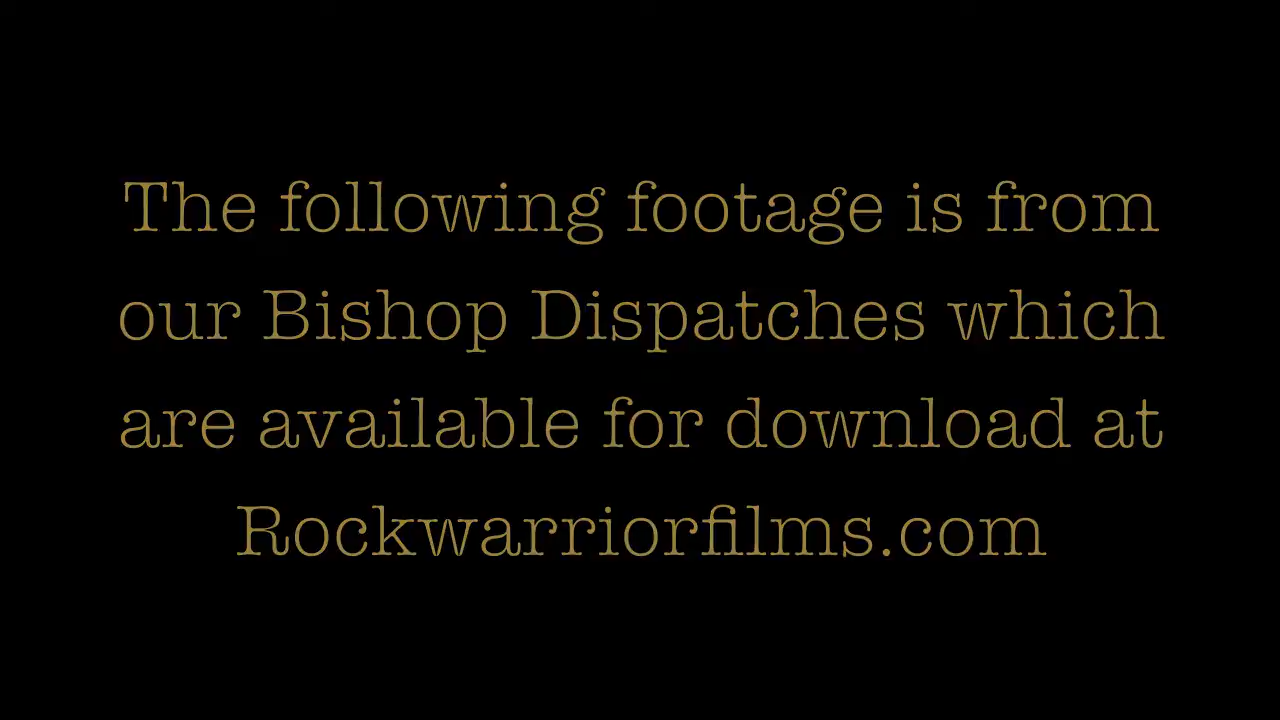 The following footage is from
our Bishop Dispatches which
are available for download at
Rockwarriorfilms.com